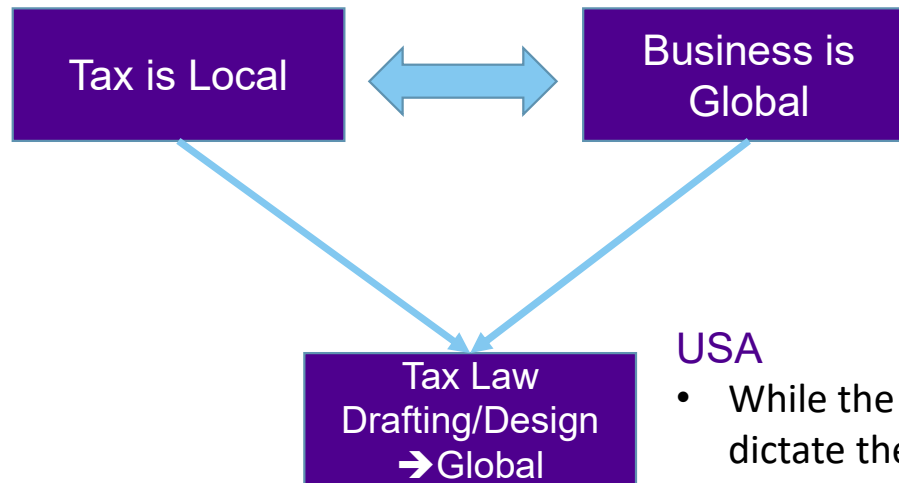 Tax is Local
Business is
Global
Tax Law
Drafting/Design
➔Global
USA
• While the
dictate the